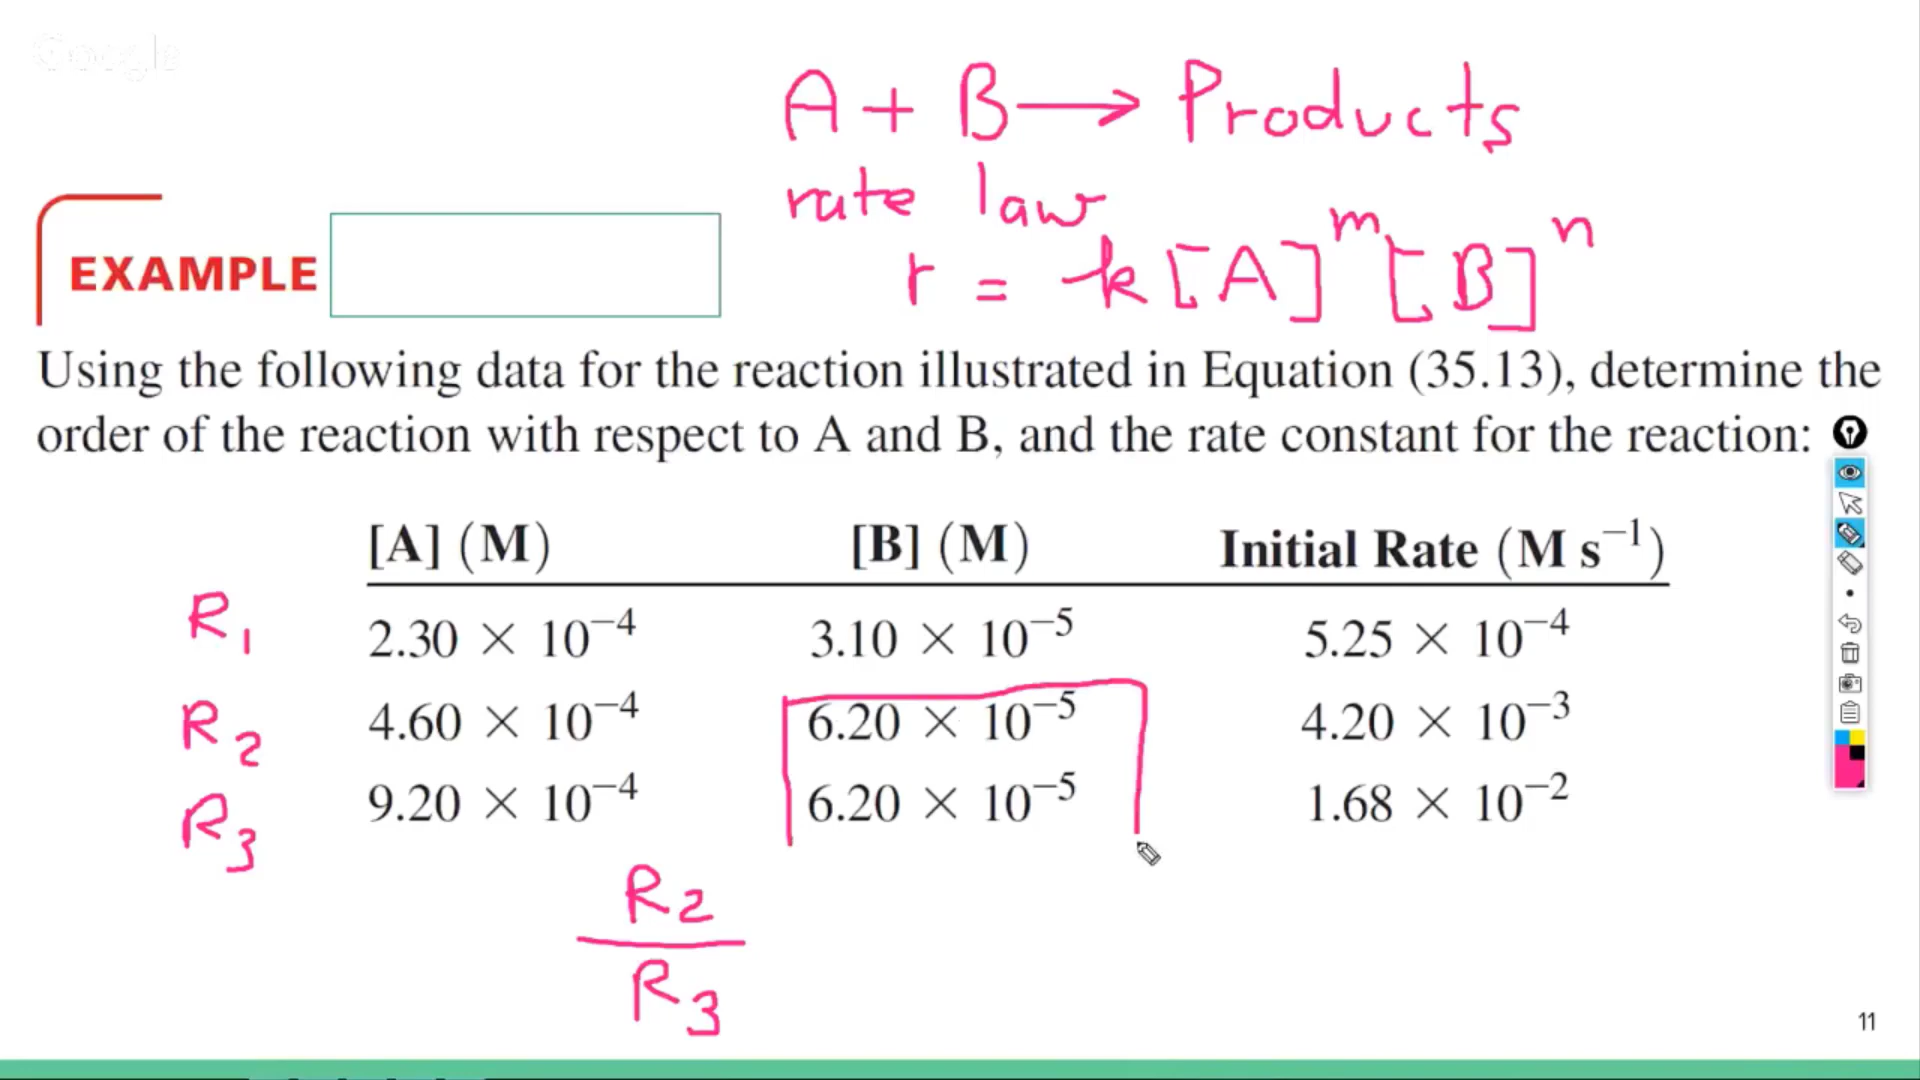 Google
A + B ⟶ Products
rate law
r = k[A]^m [B]^n
EXAMPLE
Using the following data for the reaction illustrated in Equation (35.13), determine the
order of the reaction with respect to A and B, and the rate constant for the reaction:
[A] (M) [B] (M) Initial Rate (M s⁻¹)
R₁ 2.30 × 10⁻⁴ 3.10 × 10⁻⁵ 5.25 × 10⁻⁴
R₂ 4.60 × 10⁻⁴ 6.20 × 10⁻⁵ 4.20 × 10⁻³
R₃ 9.20 × 10⁻⁴ 6.20 × 10⁻⁵ 1.68 × 10⁻²
R₂
R₃
11